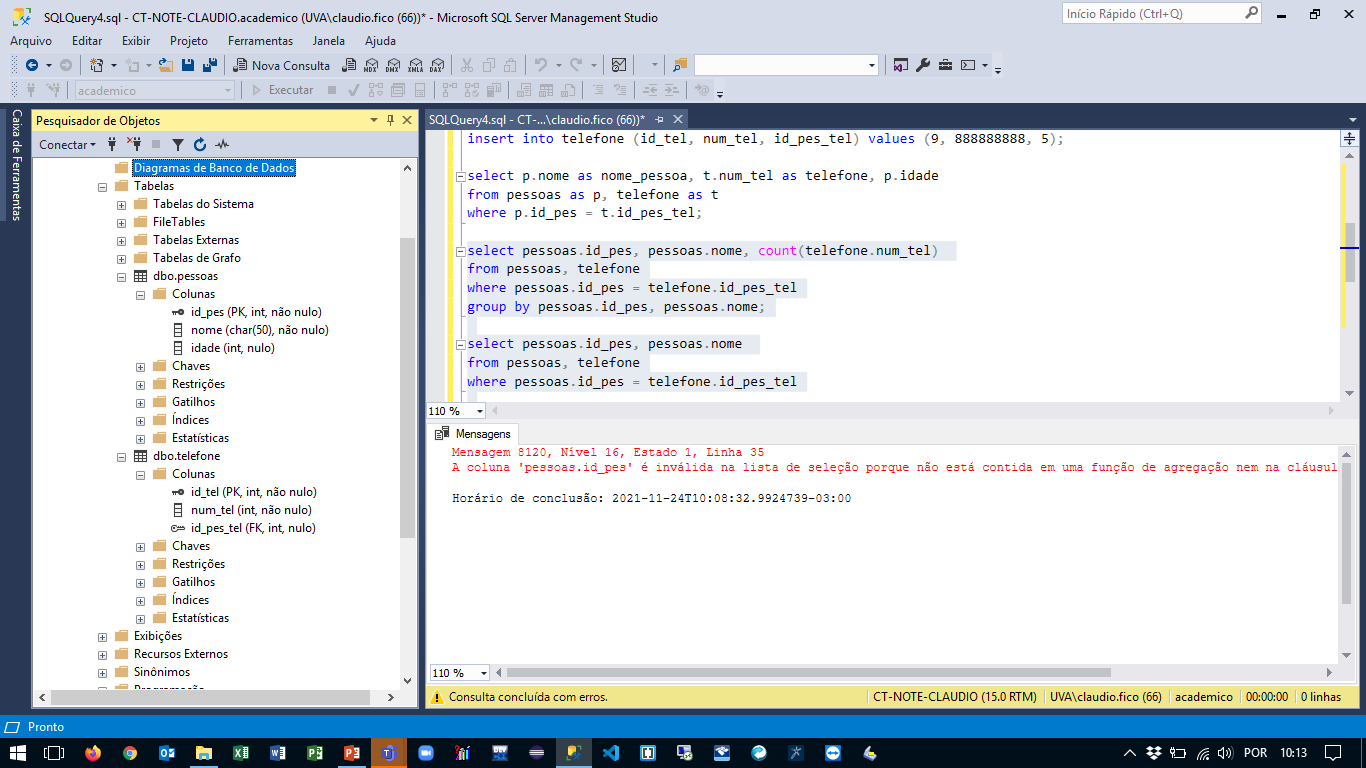 SQLQuery4.sql - CT-NOTE-CLAUDIO.academico (UVA\claudio.fico (66))* - Microsoft SQL Server Management Studio
Início Rápido (Ctrl+Q)
Arquivo Editar Exibir Projeto Ferramentas Janela Ajuda
Nova Consulta MDX DMX XMLA DAX
academico Executar
Caixa de Ferramentas
Pesquisador de Objetos
Conectar
Diagramas de Banco de Dados
Tabelas
Tabelas do Sistema
FileTables
Tabelas Externas
Tabelas de Grafo
dbo.pessoas
Colunas
id_pes (PK, int, não nulo)
nome (char(50), não nulo)
idade (int, nulo)
Chaves
Restrições
Gatilhos
Índices
Estatísticas
dbo.telefone
Colunas
id_tel (PK, int, não nulo)
num_tel (int, não nulo)
id_pes_tel (FK, int, nulo)
Chaves
Restrições
Gatilhos
Índices
Estatísticas
Exibições
Recursos Externos
Sinônimos
SQLQuery4.sql - CT-...\claudio.fico (66))*
insert into telefone (id_tel, num_tel, id_pes_tel) values (9, 888888888, 5);
select p.nome as nome_pessoa, t.num_tel as telefone, p.idade
from pessoas as p, telefone as t
where p.id_pes = t.id_pes_tel;
select pessoas.id_pes, pessoas.nome, count(telefone.num_tel)
from pessoas, telefone
where pessoas.id_pes = telefone.id_pes_tel
group by pessoas.id_pes, pessoas.nome;
select pessoas.id_pes, pessoas.nome
from pessoas, telefone
where pessoas.id_pes = telefone.id_pes_tel
110 %
Mensagens
Mensagem 8120, Nível 16, Estado 1, Linha 35
A coluna 'pessoas.id_pes' é inválida na lista de seleção porque não está contida em uma função de agregação nem na cláusul
Horário de conclusão: 2021-11-24T10:08:32.9924739-03:00
110 %
Consulta concluída com erros. CT-NOTE-CLAUDIO (15.0 RTM) UVA\claudio.fico (66) academico 00:00:00 0 linhas
Pronto
POR 10:13